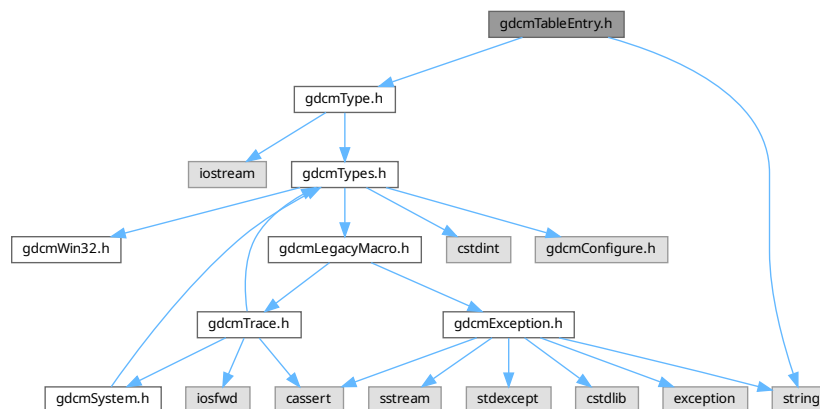 gdcmTableEntry.h
gdcmType.h
iostream
gdcmTypes.h
gdcmWin32.h
gdcmLegacyMacro.h
cstdint
gdcmConfigure.h
gdcmTrace.h
gdcmException.h
gdcmSystem.h
iosfwd
cassert
sstream
stdexcept
cstdlib
exception
string